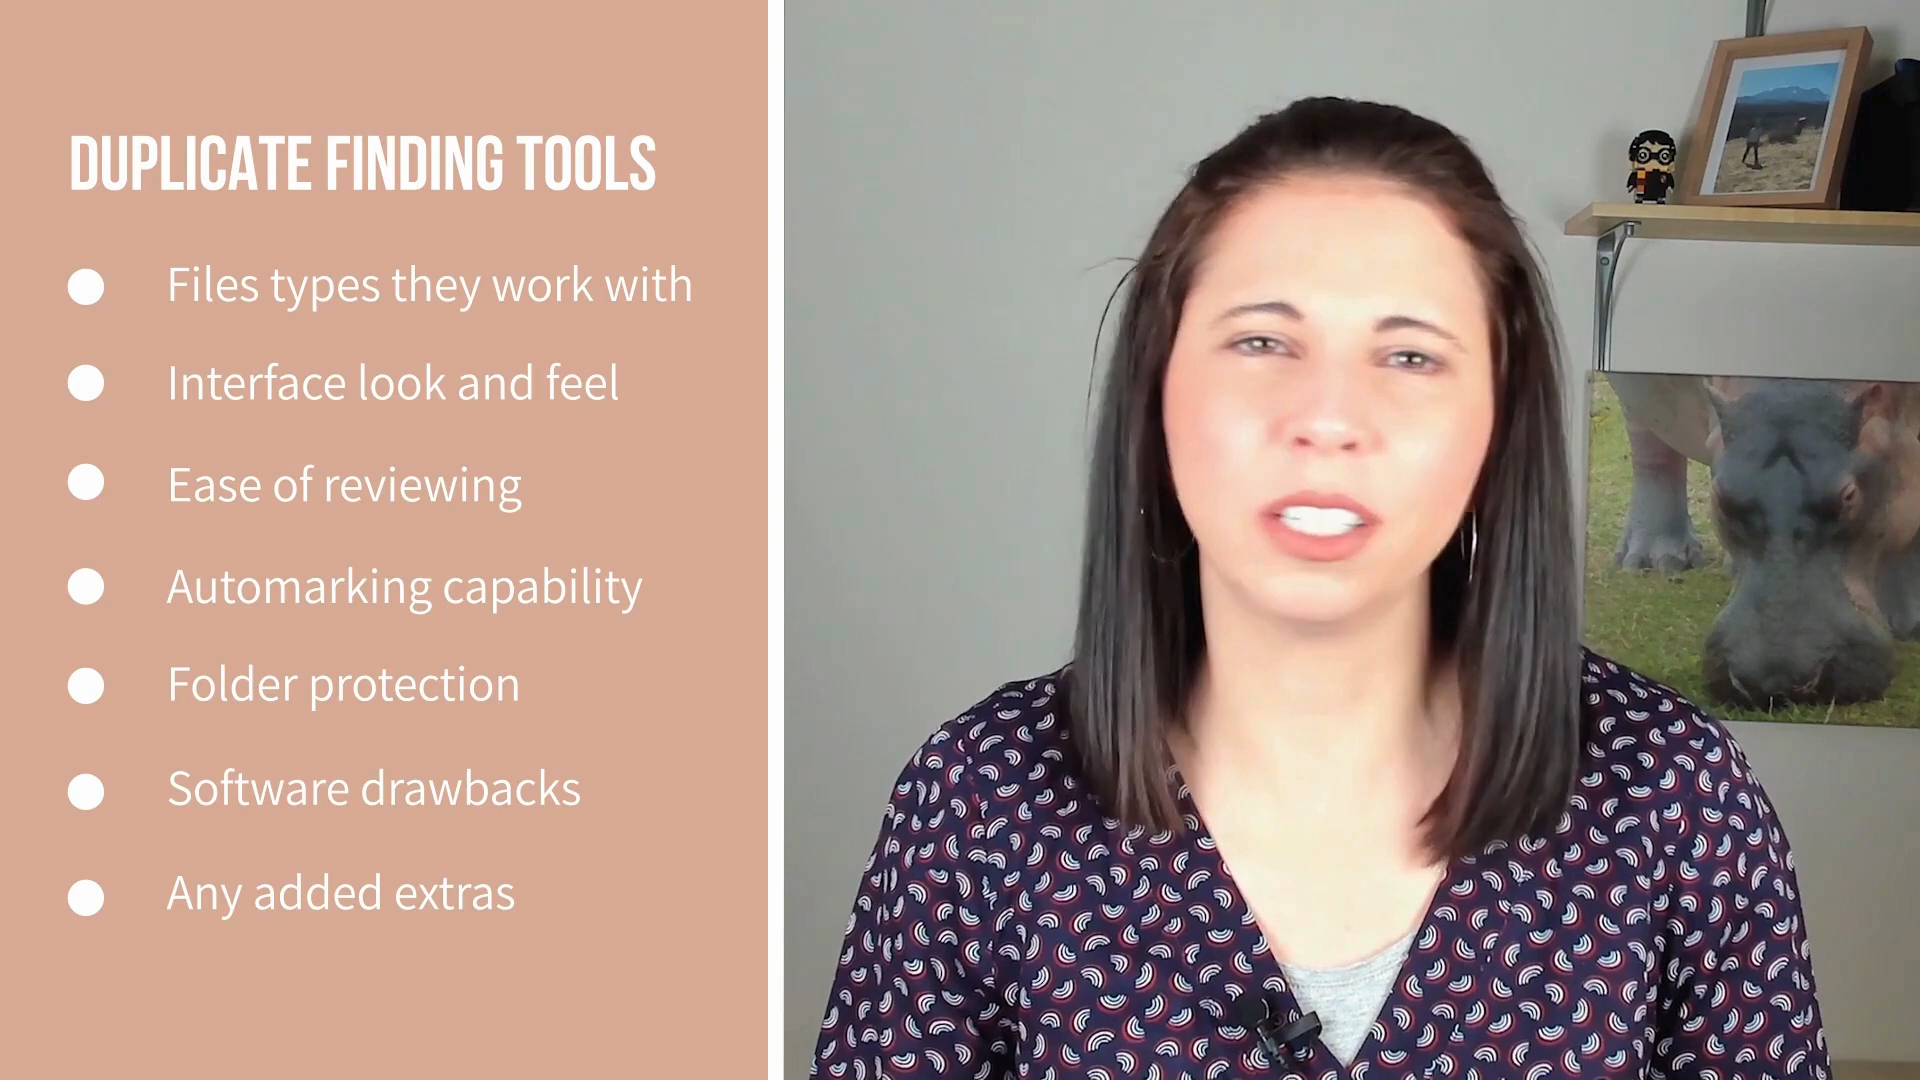 DUPLICATE FINDING TOOLS
Files types they work with
Interface look and feel
Ease of reviewing
Automarking capability
Folder protection
Software drawbacks
Any added extras